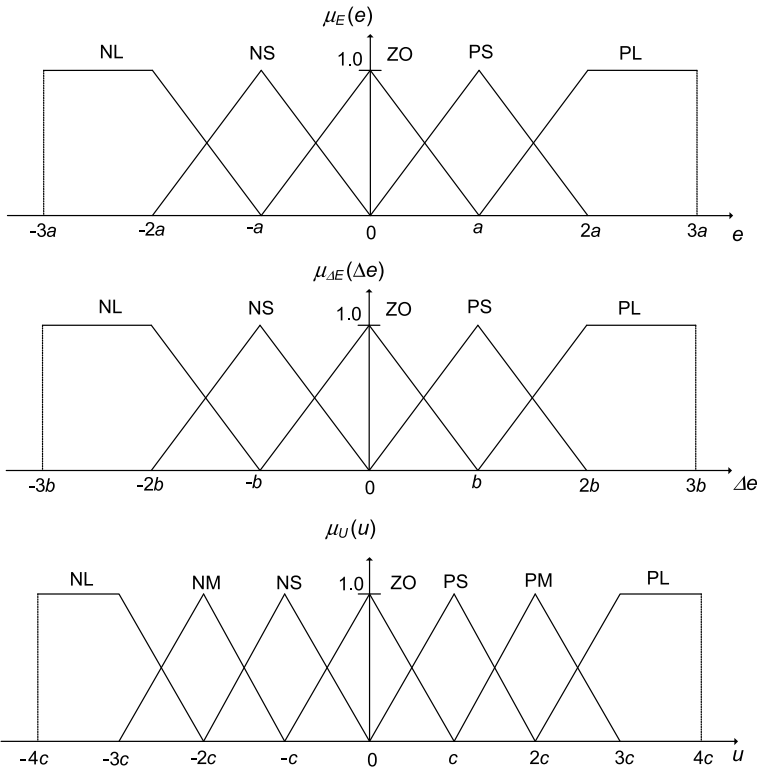 μE(e)
NL NS 1.0 ZO PS PL
-3a -2a -a 0 a 2a 3a e
μΔE(Δe)
NL NS 1.0 ZO PS PL
-3b -2b -b 0 b 2b 3b Δe
μU(u)
NL NM NS 1.0 ZO PS PM PL
-4c -3c -2c -c 0 c 2c 3c 4c u